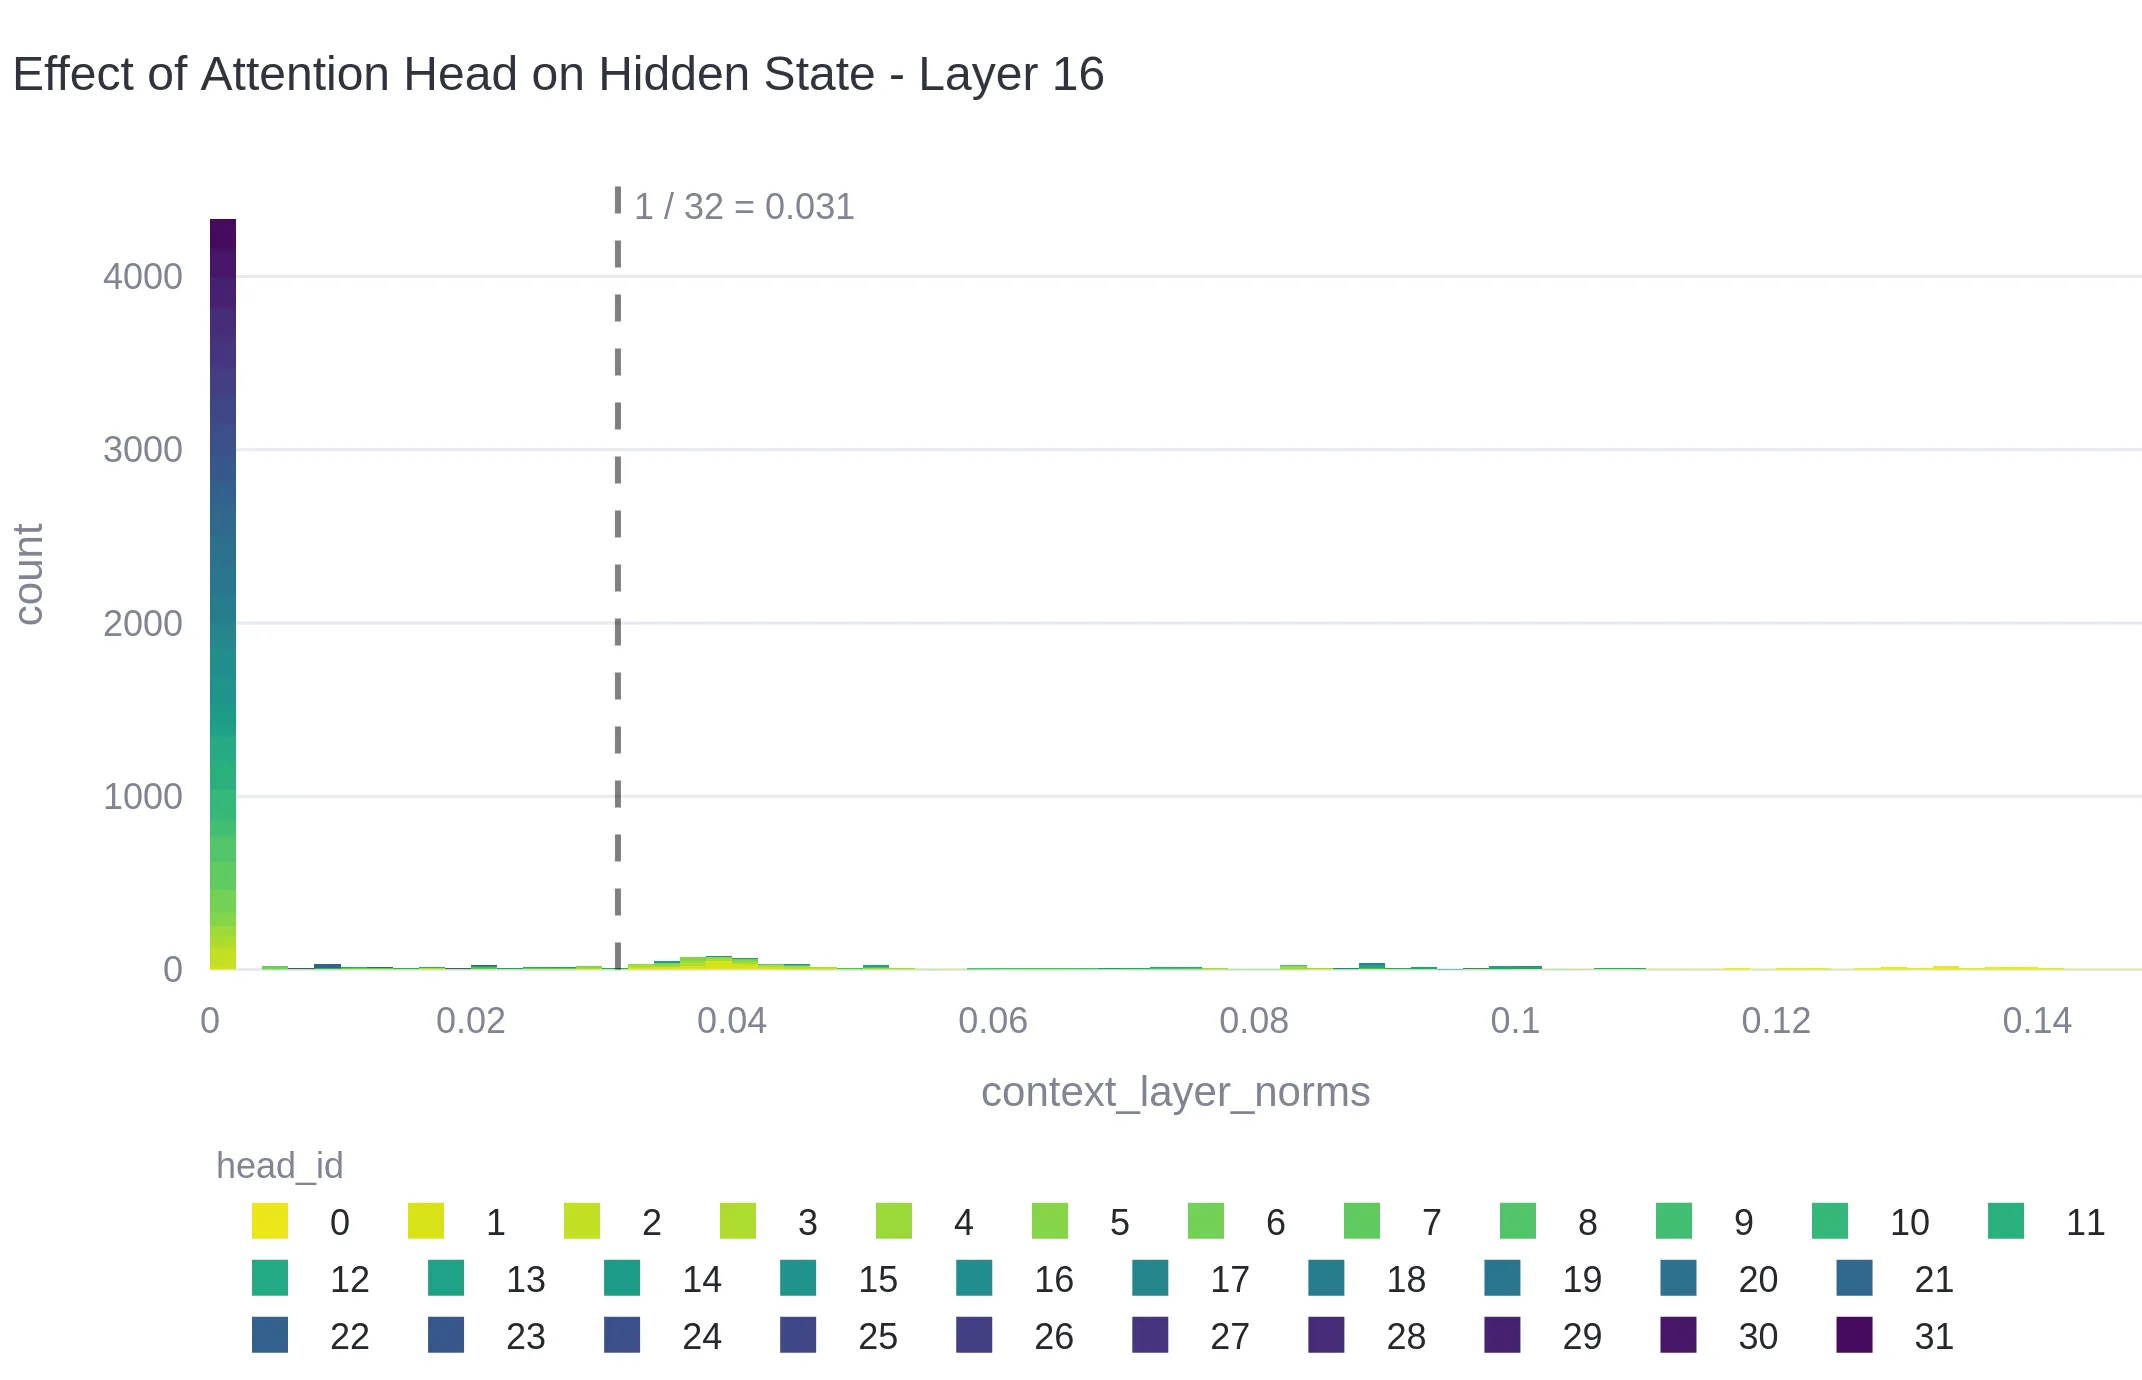 Effect of Attention Head on Hidden State - Layer 16
1 / 32 = 0.031
4000
3000
2000
1000
0
count
0 0.02 0.04 0.06 0.08 0.1 0.12 0.14
context_layer_norms
head_id
0 1 2 3 4 5 6 7 8 9 10 11
12 13 14 15 16 17 18 19 20 21
22 23 24 25 26 27 28 29 30 31